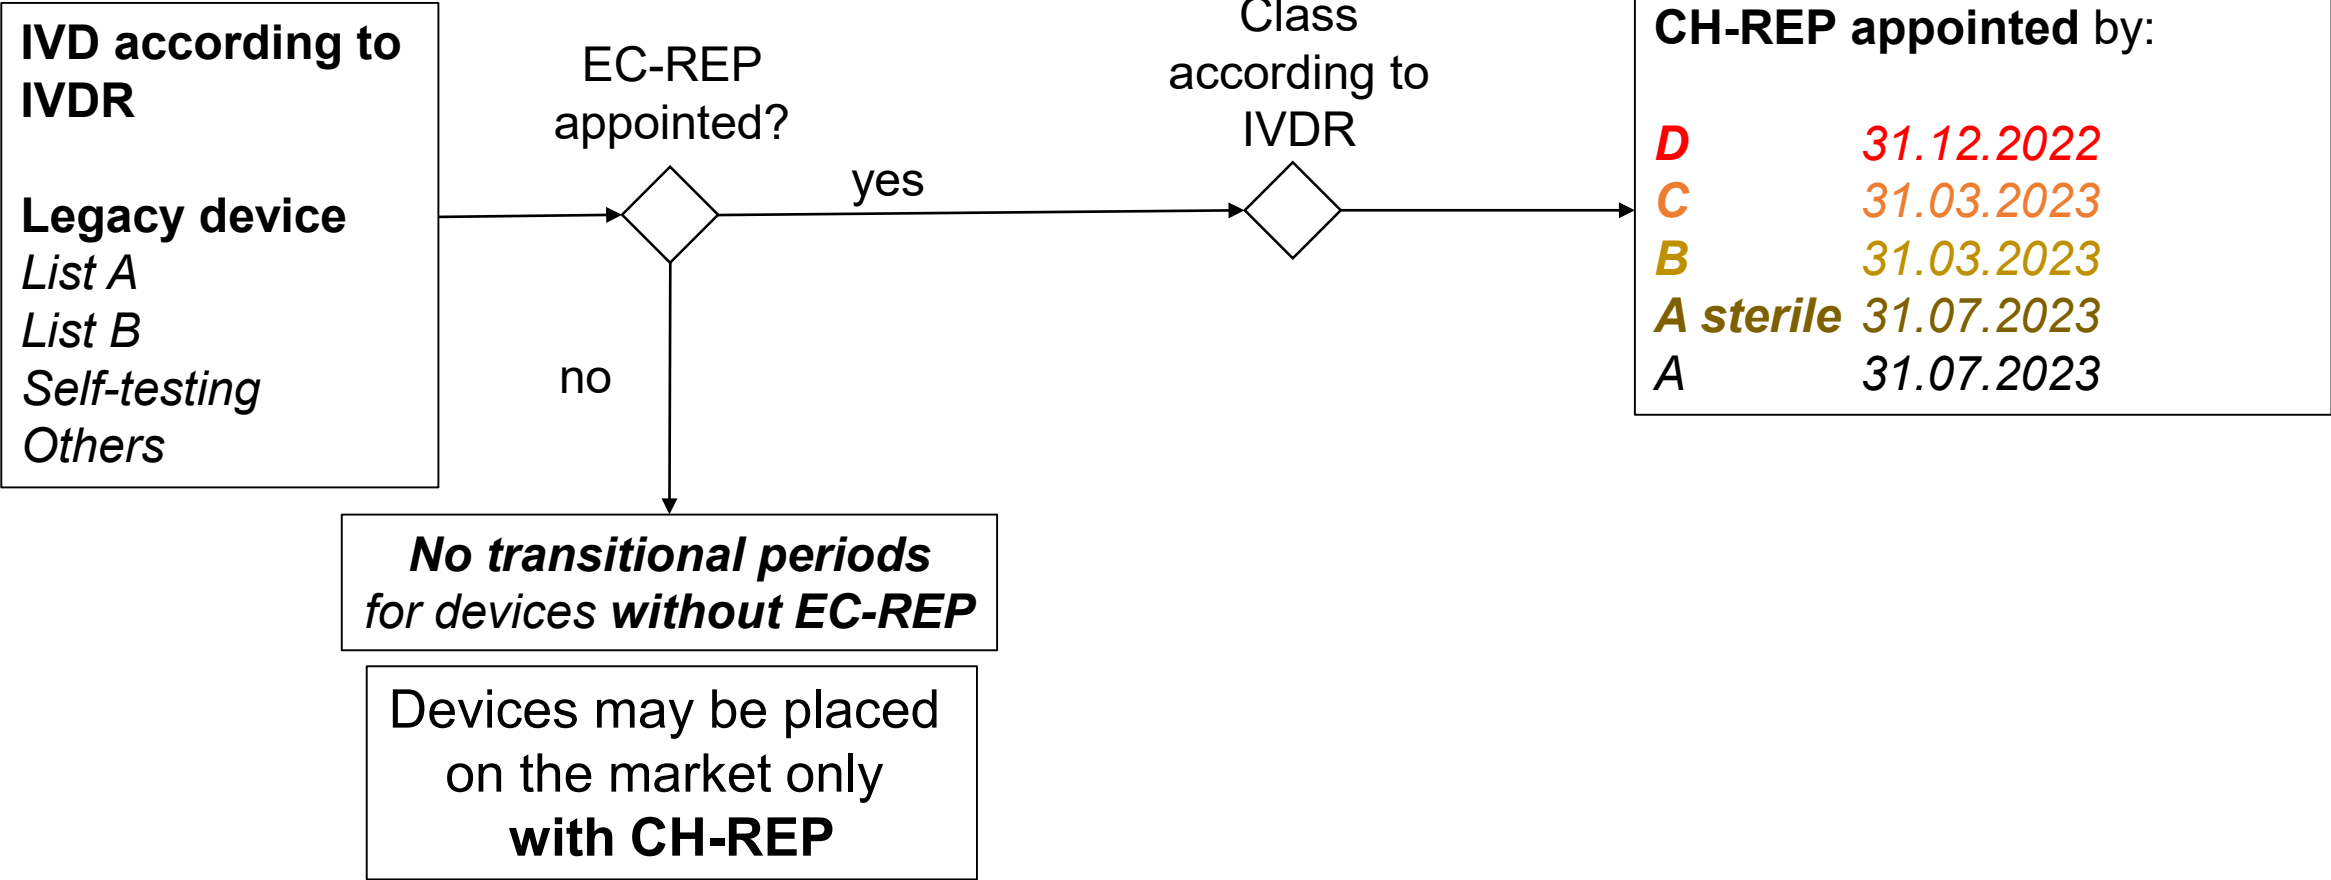 IVD according to
IVDR
Legacy device
List A
List B
Self-testing
Others
EC-REP
appointed?
yes
no
Class
according to
IVDR
CH-REP appointed by:
D 31.12.2022
C 31.03.2023
B 31.03.2023
A sterile 31.07.2023
A 31.07.2023
No transitional periods
for devices without EC-REP
Devices may be placed
on the market only
with CH-REP